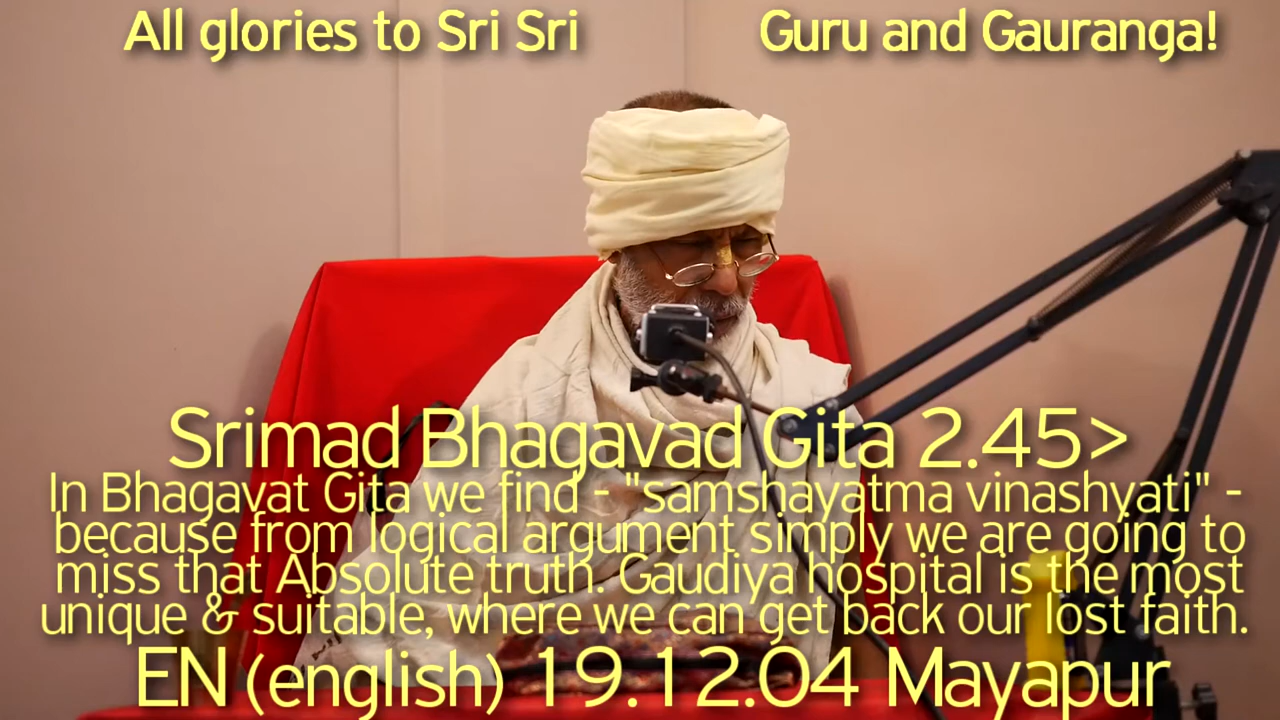 All glories to Sri Sri Guru and Gauranga!
Srimad Bhagavad Gita 2.45>
In Bhagavat Gita we find - "samshayatma vinashyati" -
because from logical argument simply we are going to
miss that Absolute truth. Gaudiya hospital is the most
unique & suitable, where we can get back our lost faith.
EN (english) 19.12.04 Mayapur